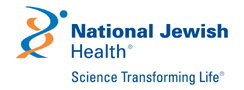 National Jewish
Health®
Science Transforming Life®